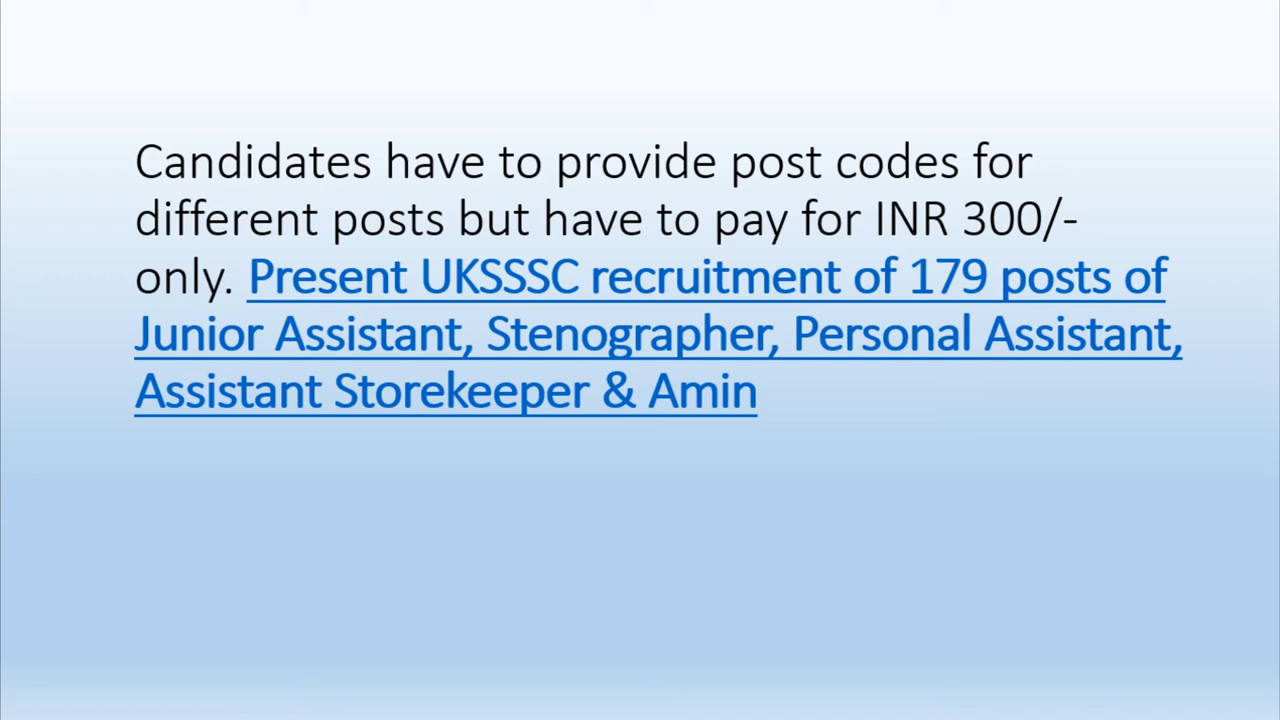 Candidates have to provide post codes for
different posts but have to pay for INR 300/-
only. Present UKSSSC recruitment of 179 posts of
Junior Assistant, Stenographer, Personal Assistant,
Assistant Storekeeper & Amin